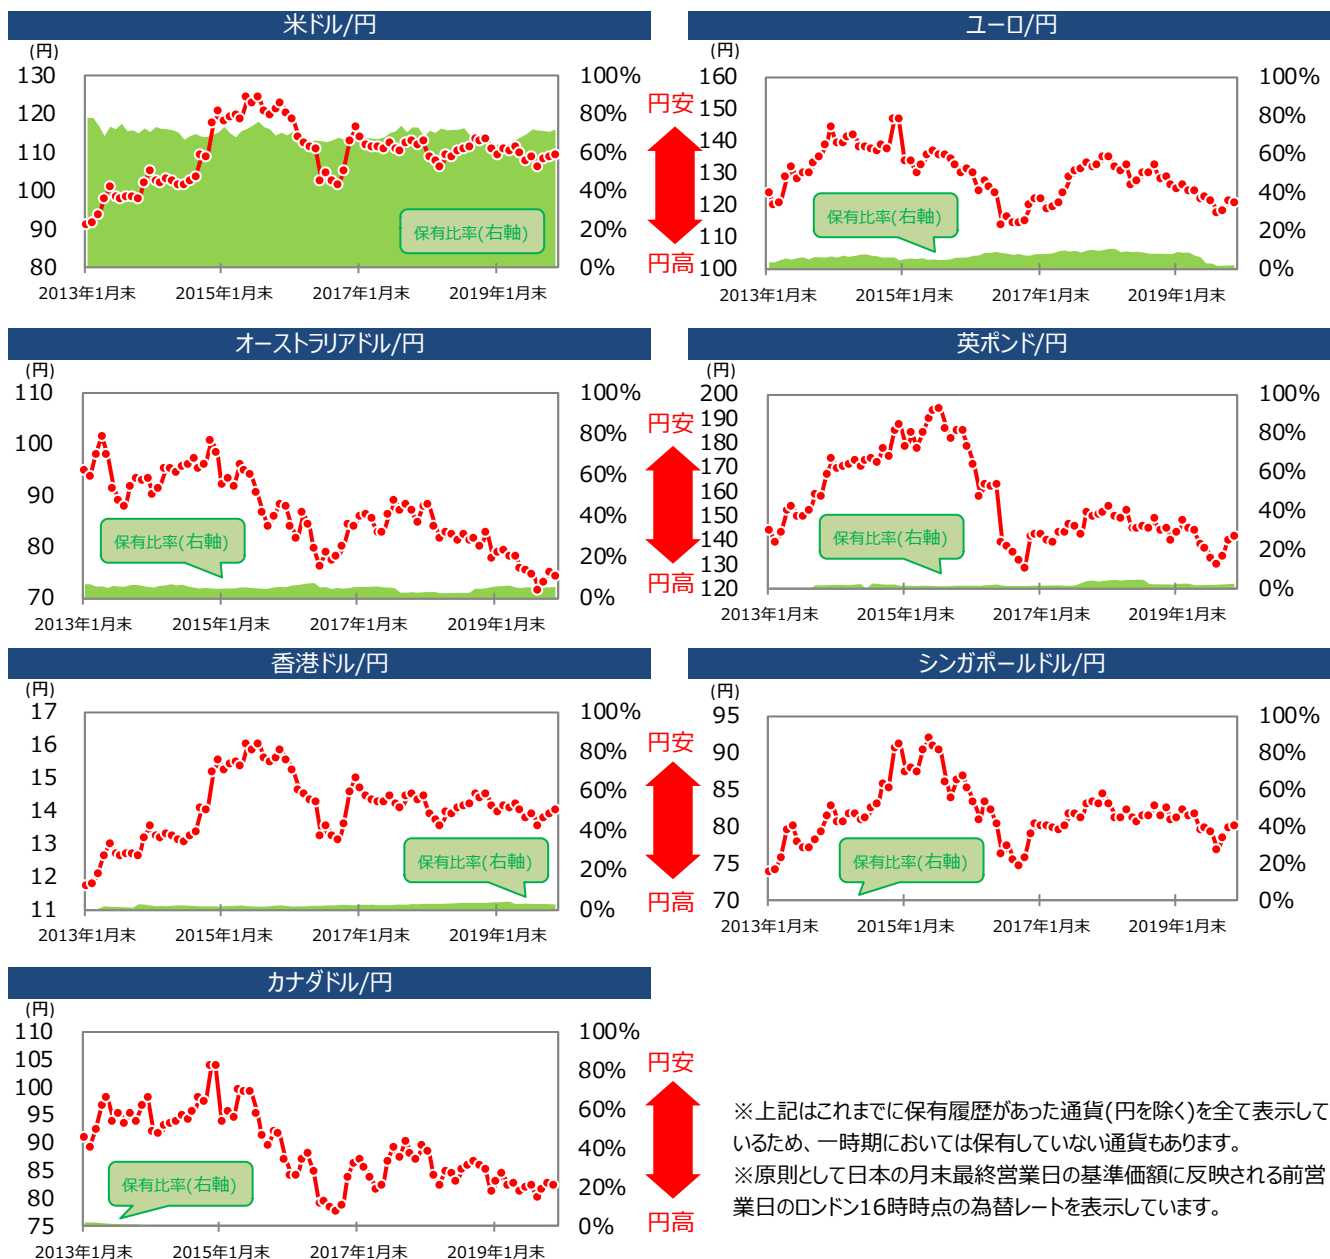 米ドル/円
(円)
130
120
110
100
90
80
100%
80%
60%
40%
20%
0%
保有比率(右軸)
2013年1月末
2015年1月末
2017年1月末
2019年1月末
円安
円高
ユーロ/円
(円)
160
150
140
130
120
110
100
100%
80%
60%
40%
20%
0%
保有比率(右軸)
2013年1月末
2015年1月末
2017年1月末
2019年1月末
オーストラリアドル/円
(円)
110
100
90
80
70
100%
80%
60%
40%
20%
0%
保有比率(右軸)
2013年1月末
2015年1月末
2017年1月末
2019年1月末
円安
円高
英ポンド/円
(円)
200
190
180
170
160
150
140
130
120
100%
80%
60%
40%
20%
0%
保有比率(右軸)
2013年1月末
2015年1月末
2017年1月末
2019年1月末
香港ドル/円
(円)
17
16
15
14
13
12
11
100%
80%
60%
40%
20%
0%
保有比率(右軸)
2013年1月末
2015年1月末
2017年1月末
2019年1月末
円安
円高
シンガポールドル/円
(円)
95
90
85
80
75
70
100%
80%
60%
40%
20%
0%
保有比率(右軸)
2013年1月末
2015年1月末
2017年1月末
2019年1月末
カナダドル/円
(円)
110
105
100
95
90
85
80
75
100%
80%
60%
40%
20%
0%
保有比率(右軸)
2013年1月末
2015年1月末
2017年1月末
2019年1月末
円安
円高
※上記はこれまでに保有履歴があった通貨(円を除く)を全て表示して
いるため、一時期においては保有していない通貨もあります。
※原則として日本の月末最終営業日の基準価額に反映される前営
業日のロンドン16時時点の為替レートを表示しています。